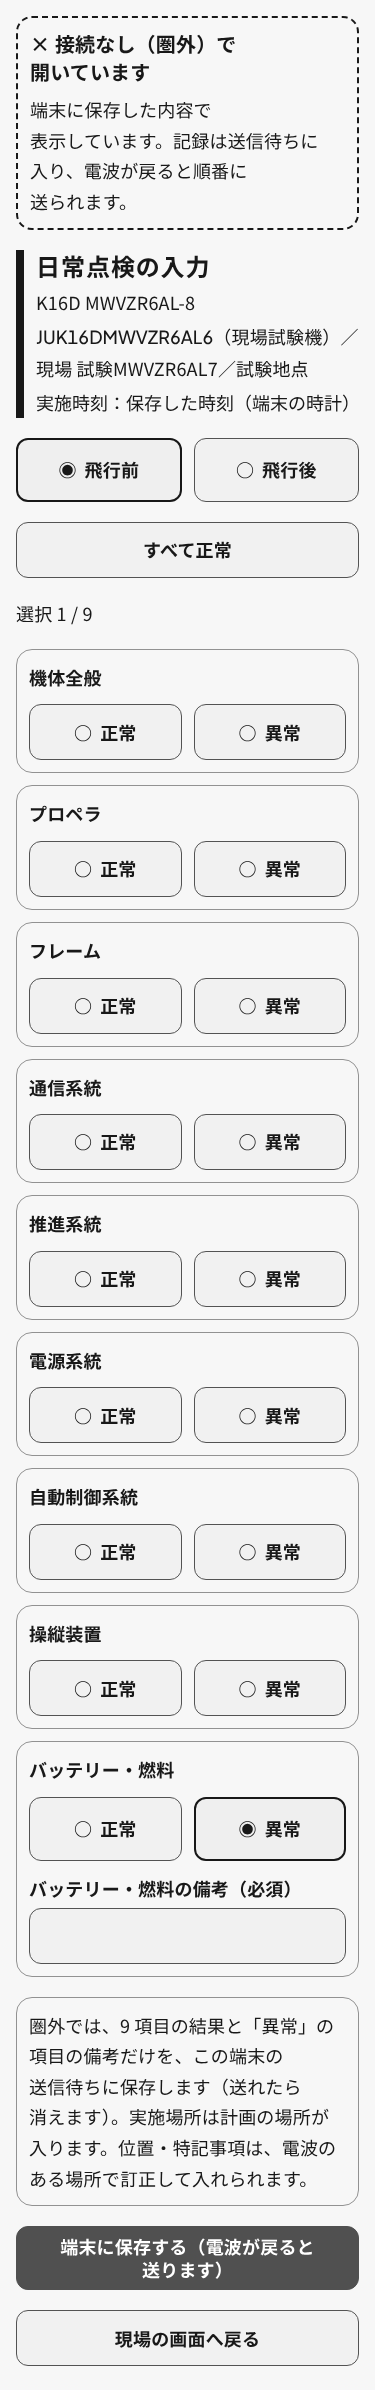 × 接続なし（圏外）で
開いています
端末に保存した内容で
表示しています。記録は送信待ちに
入り、電波が戻ると順番に
送られます。
日常点検の入力
K16D MWVZR6AL-8
JUK16DMWVZR6AL6（現場試験機）／
現場 試験MWVZR6AL7／試験地点
実施時刻：保存した時刻（端末の時計）
◉ 飛行前 ○ 飛行後
すべて正常
選択 1 / 9
機体全般
○ 正常 ○ 異常
プロペラ
○ 正常 ○ 異常
フレーム
○ 正常 ○ 異常
通信系統
○ 正常 ○ 異常
推進系統
○ 正常 ○ 異常
電源系統
○ 正常 ○ 異常
自動制御系統
○ 正常 ○ 異常
操縦装置
○ 正常 ○ 異常
バッテリー・燃料
○ 正常 ◉ 異常
バッテリー・燃料の備考（必須）
圏外では、9 項目の結果と「異常」の
項目の備考だけを、この端末の
送信待ちに保存します（送れたら
消えます）。実施場所は計画の場所が
入ります。位置・特記事項は、電波の
ある場所で訂正して入れられます。
端末に保存する（電波が戻ると
送ります）
現場の画面へ戻る